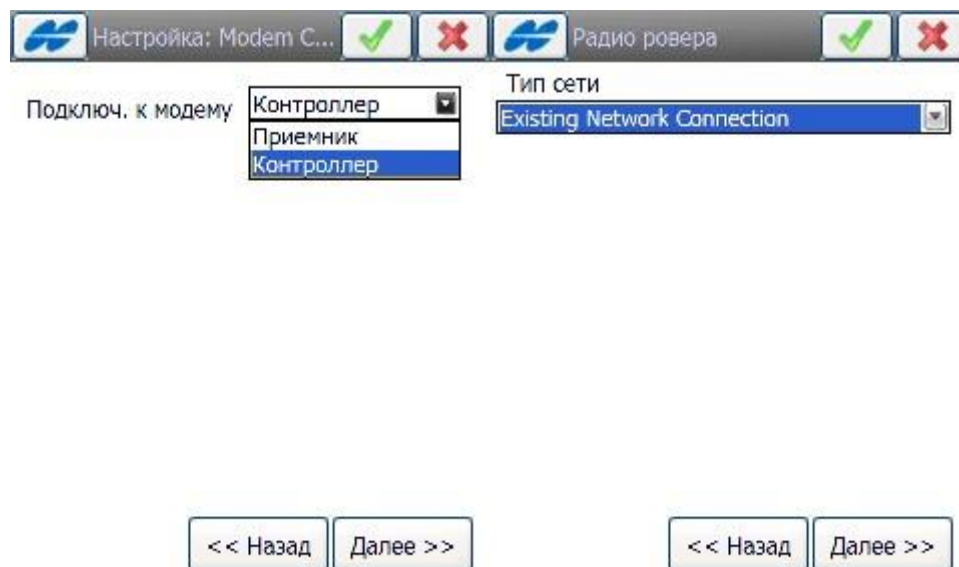 Настройка: Modem C...
Подключ. к модему
Контроллер
Приемник
Контроллер
<< Назад
Далее >>
Радио ровера
Тип сети
Existing Network Connection
<< Назад
Далее >>